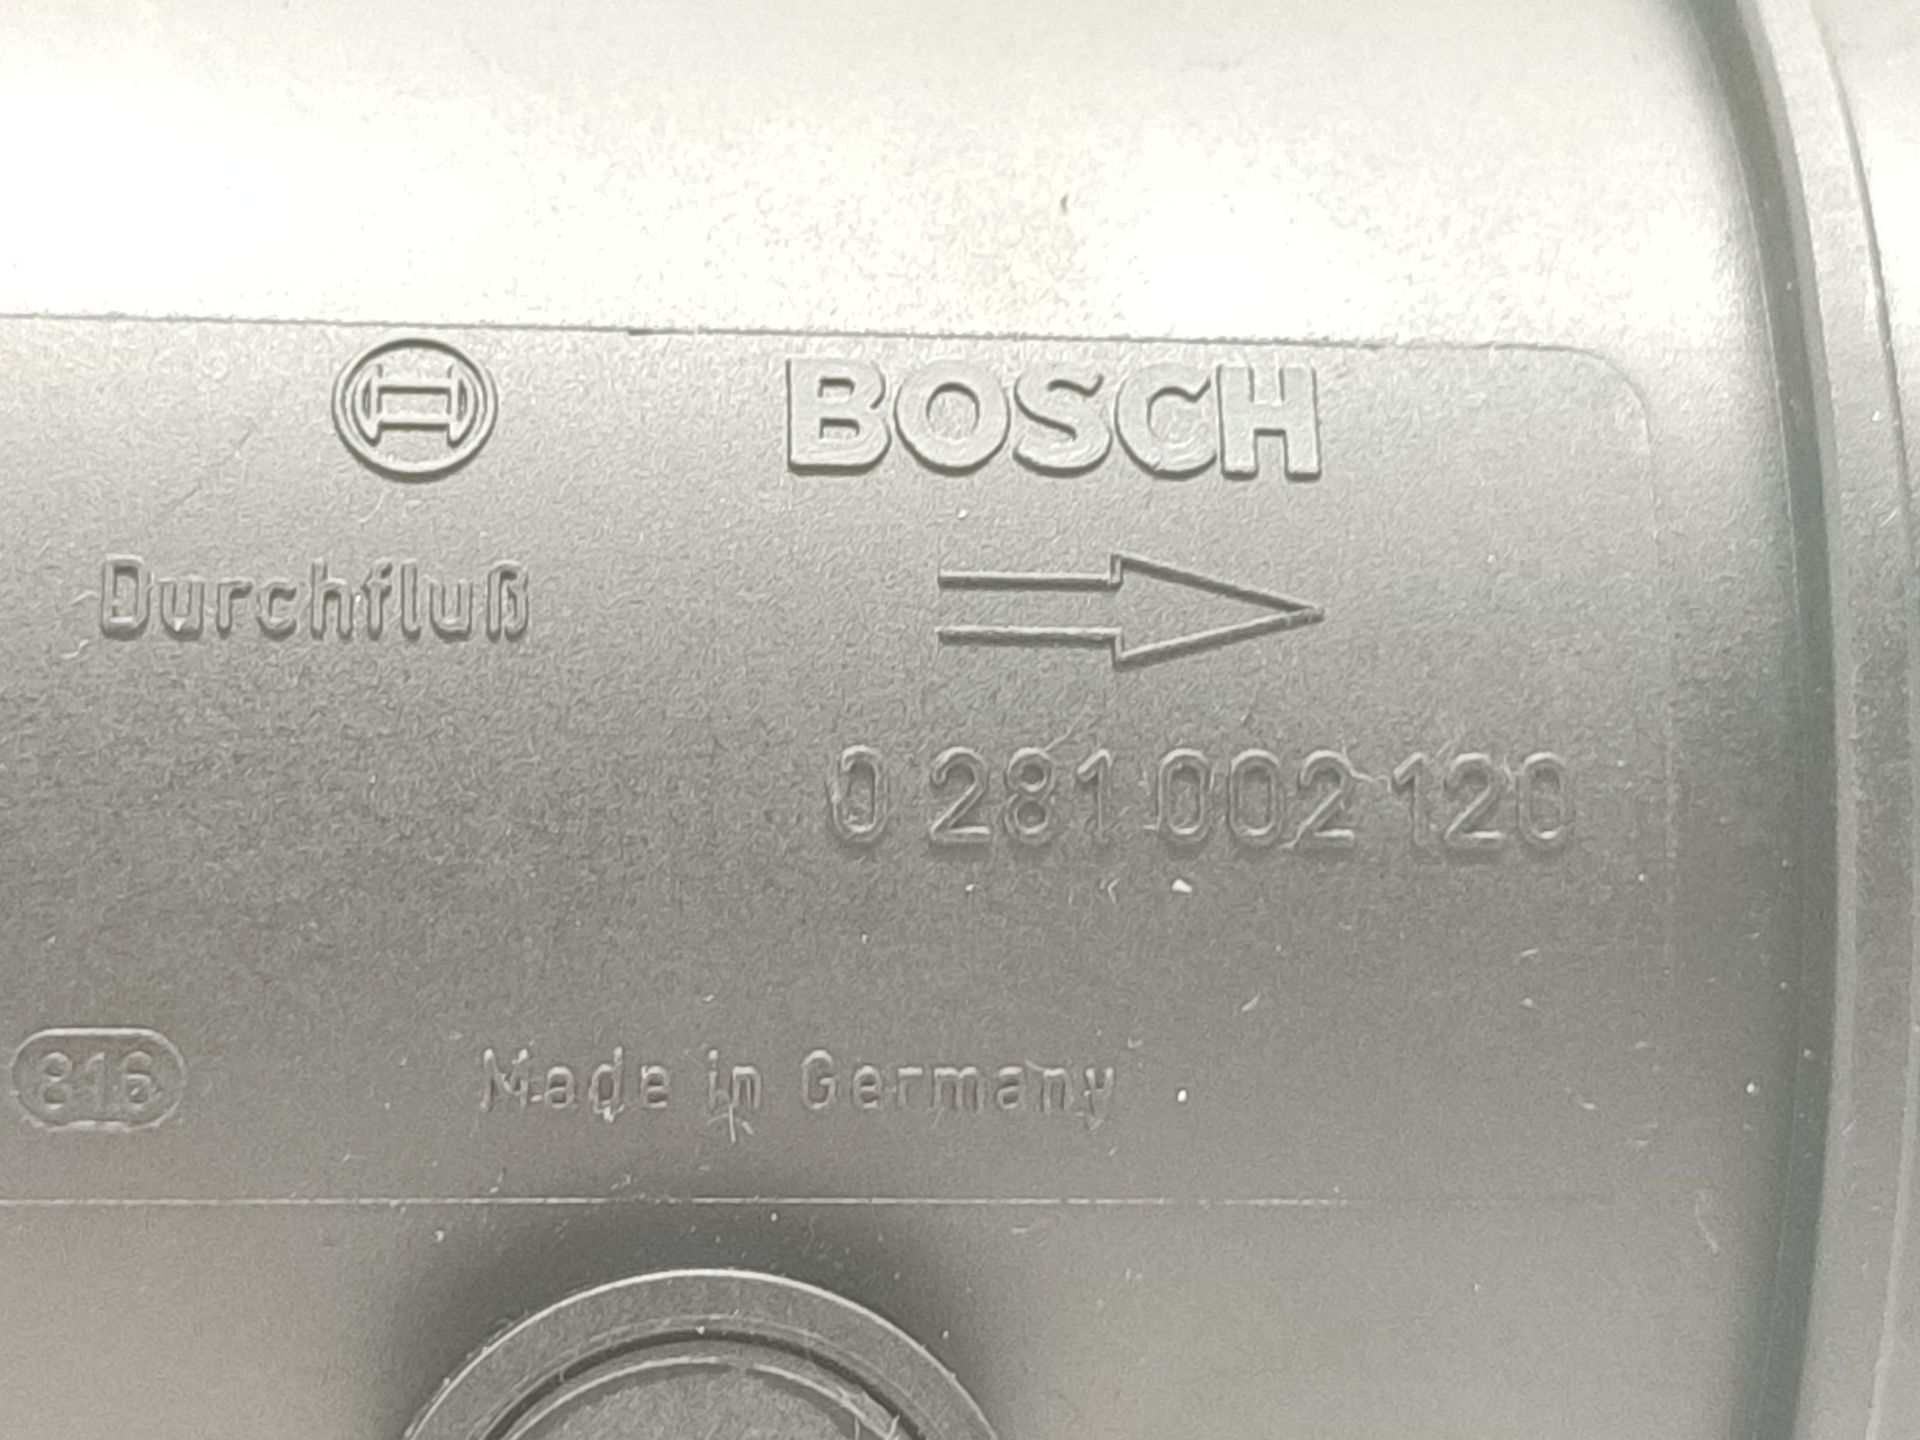 BOSCH
Durchfluß
0 281 002 120
816 Made in Germany